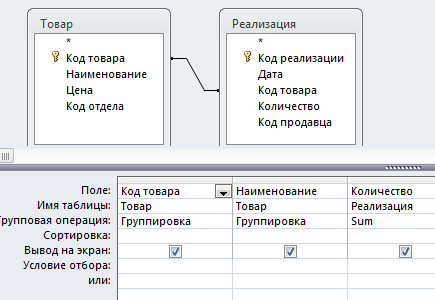 Товар
*
Код товара
Наименование
Цена
Код отдела
Реализация
*
Код реализации
Дата
Код товара
Количество
Код продавца
Поле: Код товара Наименование Количество
Имя таблицы: Товар Товар Реализация
Групповая операция: Группировка Группировка Sum
Сортировка:
Вывод на экран:
Условие отбора:
или: